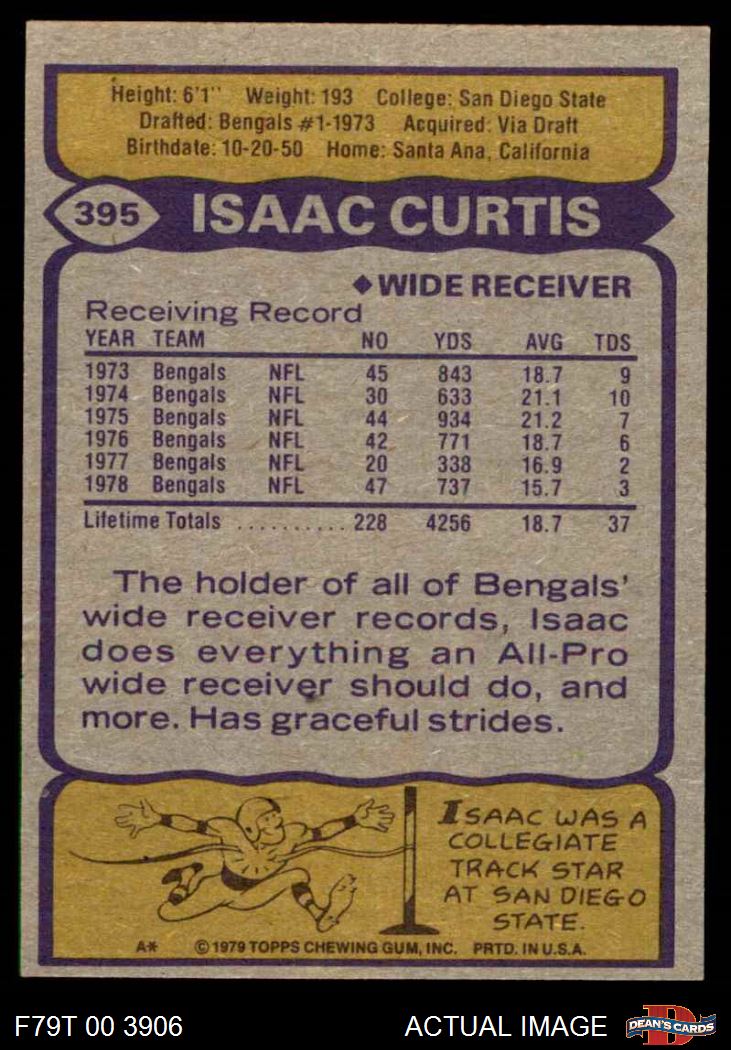 Height: 6'1" Weight: 193 College: San Diego State
Drafted: Bengals #1-1973 Acquired: Via Draft
Birthdate: 10-20-50 Home: Santa Ana, California
395 ISAAC CURTIS
◆WIDE RECEIVER
Receiving Record
YEAR TEAM NO YDS AVG TDS
1973 Bengals NFL 45 843 18.7 9
1974 Bengals NFL 30 633 21.1 10
1975 Bengals NFL 44 934 21.2 7
1976 Bengals NFL 42 771 18.7 6
1977 Bengals NFL 20 338 16.9 2
1978 Bengals NFL 47 737 15.7 3
Lifetime Totals .......... 228 4256 18.7 37
The holder of all of Bengals'
wide receiver records, Isaac
does everything an All-Pro
wide receiver should do, and
more. Has graceful strides.
ISAAC WAS A
COLLEGIATE
TRACK STAR
AT SAN DIEGO
STATE.
A* © 1979 TOPPS CHEWING GUM, INC. PRTD. IN U.S.A.
F79T 00 3906 ACTUAL IMAGE D DEAN'S CARDS